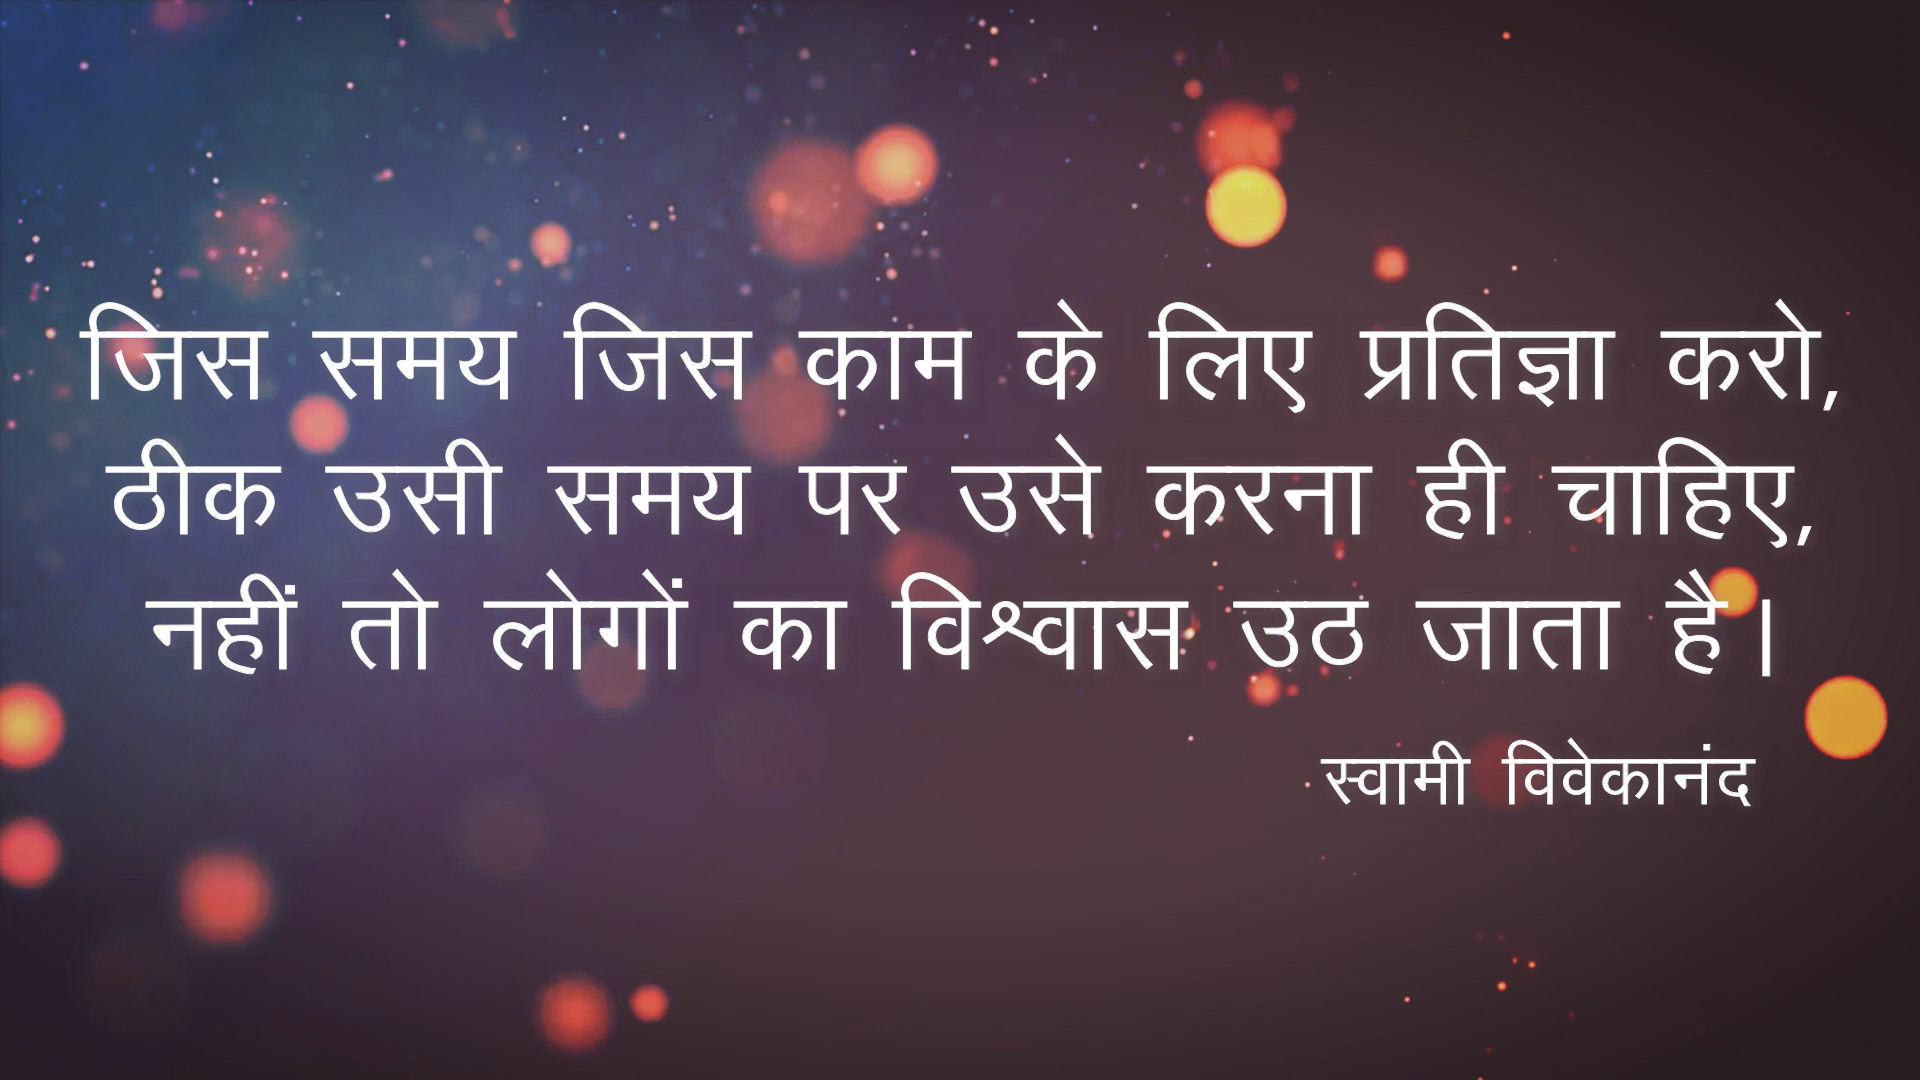 जिस समय जिस काम के लिए प्रतिज्ञा करो,
ठीक उसी समय पर उसे करना ही चाहिए,
नहीं तो लोगों का विश्वास उठ जाता है।
स्वामी विवेकानंद